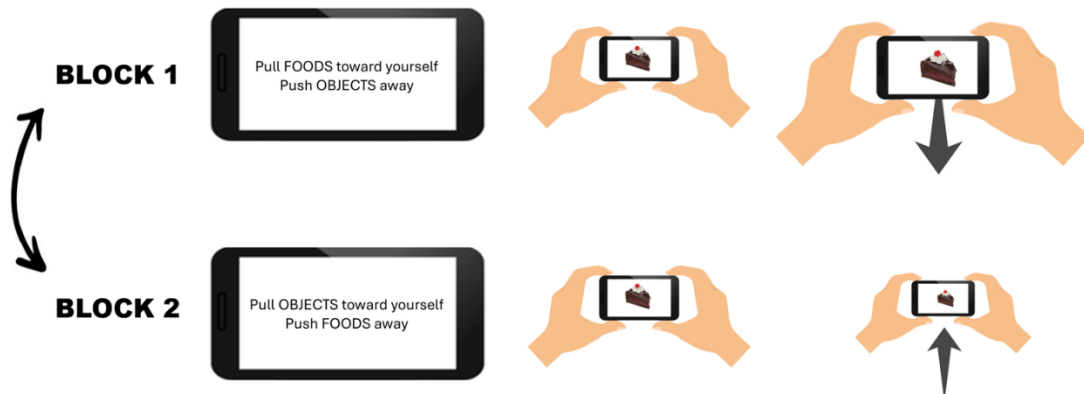 BLOCK 1
Pull FOODS toward yourself
Push OBJECTS away
BLOCK 2
Pull OBJECTS toward yourself
Push FOODS away